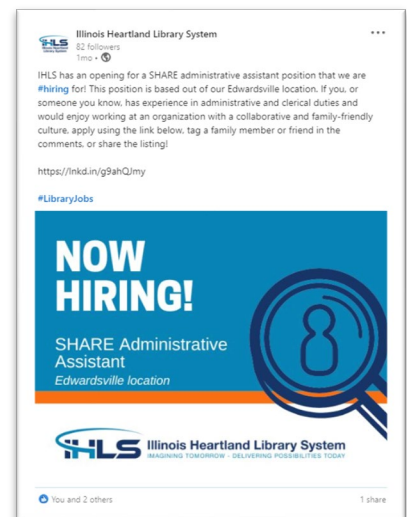 Illinois Heartland Library System
82 followers
1mo •
IHLS has an opening for a SHARE administrative assistant position that we are
#hiring for! This position is based out of our Edwardsville location. If you, or
someone you know, has experience in administrative and clerical duties and
would enjoy working at an organization with a collaborative and family-friendly
culture, apply using the link below, tag a family member or friend in the
comments, or share the listing!
https://lnkd.in/g9ahQJmy
#LibraryJobs
NOW
HIRING!
SHARE Administrative
Assistant
Edwardsville location
IHLS Illinois Heartland Library System
IMAGINING TOMORROW - DELIVERING POSSIBILITIES TODAY
You and 2 others 1 share